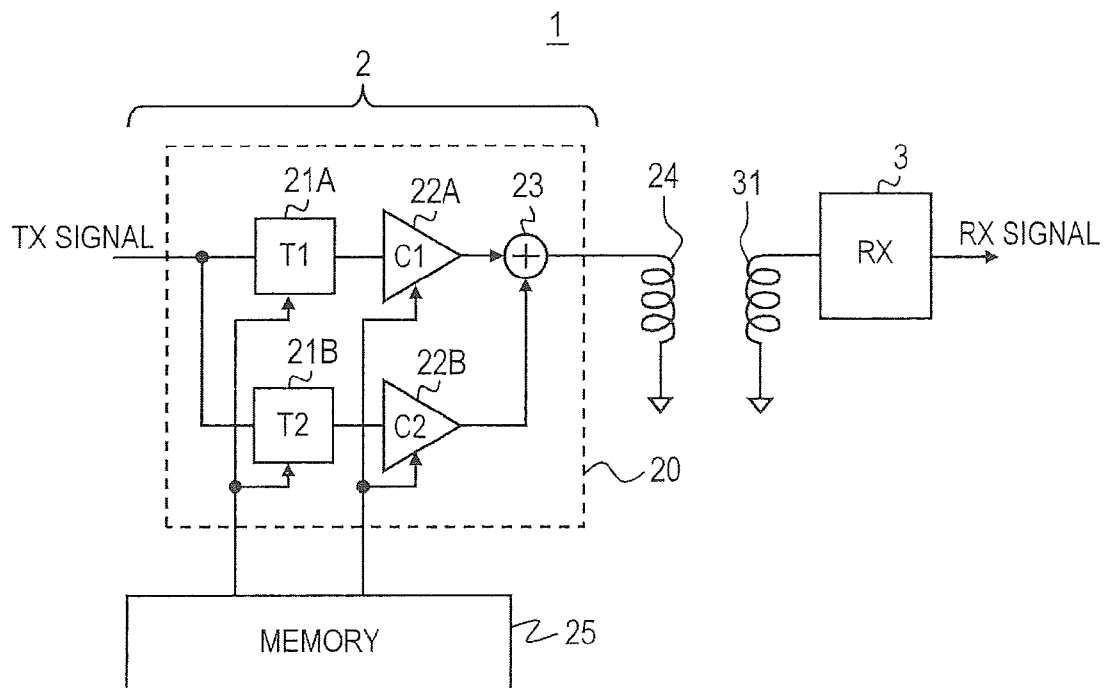 1
2
21A
22A
23
24
31
3
TX SIGNAL
T1
C1
RX
RX SIGNAL
21B
22B
T2
C2
20
MEMORY
25